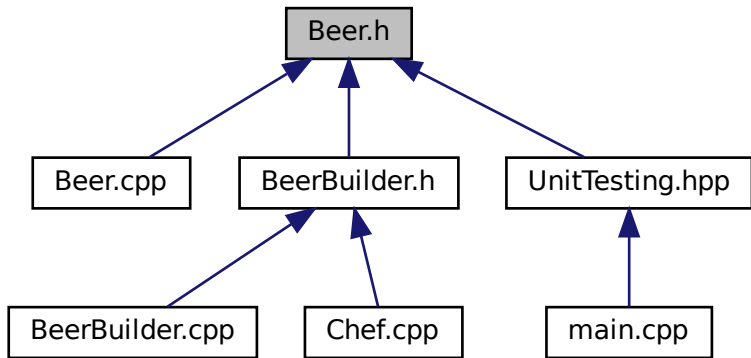 Beer.h
Beer.cpp
BeerBuilder.h
UnitTesting.hpp
BeerBuilder.cpp
Chef.cpp
main.cpp